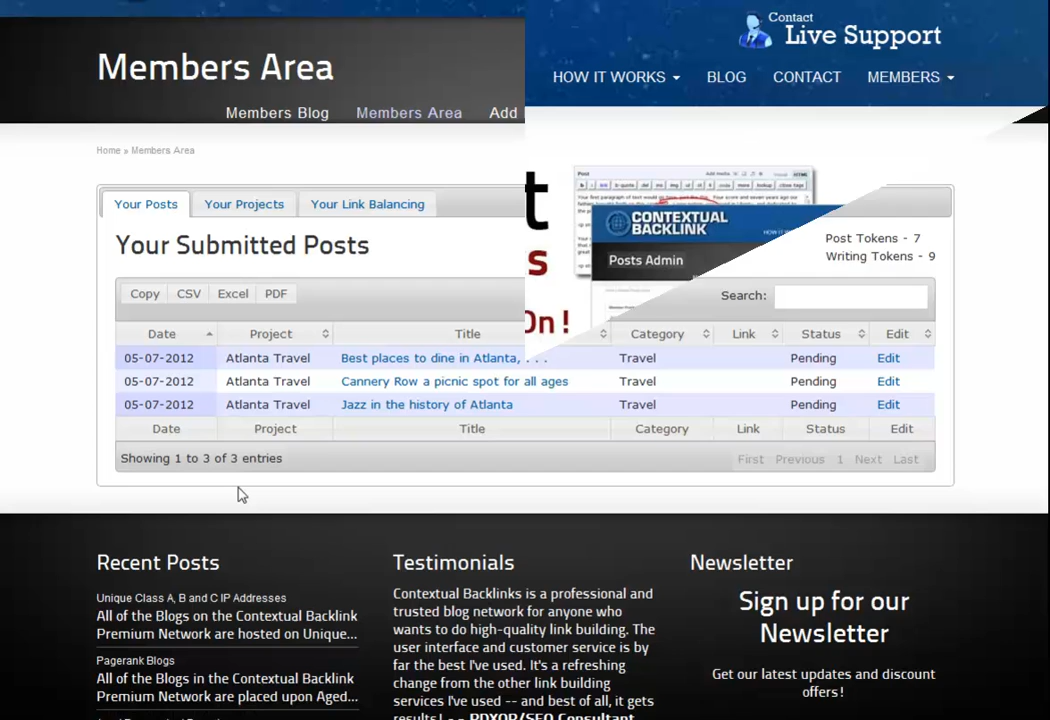 Contact
Live Support
Members Area
HOW IT WORKS
BLOG
CONTACT
MEMBERS
Members Blog
Members Area
Add
Home » Members Area
t
s
On!
Post
CONTEXTUAL
BACKLINK
Posts Admin
Your Posts
Your Projects
Your Link Balancing
Your Submitted Posts
Post Tokens - 7
Writing Tokens - 9
Copy CSV Excel PDF
Search:
Date Project Title Category Link Status Edit
05-07-2012 Atlanta Travel Best places to dine in Atlanta, . . . Travel Pending Edit
05-07-2012 Atlanta Travel Cannery Row a picnic spot for all ages Travel Pending Edit
05-07-2012 Atlanta Travel Jazz in the history of Atlanta Travel Pending Edit
Date Project Title Category Link Status Edit
Showing 1 to 3 of 3 entries
First Previous 1 Next Last
Recent Posts
Unique Class A, B and C IP Addresses
All of the Blogs on the Contextual Backlink
Premium Network are hosted on Unique...
Pagerank Blogs
All of the Blogs in the Contextual Backlink
Premium Network are placed upon Aged...
Testimonials
Contextual Backlinks is a professional and
trusted blog network for anyone who
wants to do high-quality link building. The
user interface and customer service is by
far the best I've used. It's a refreshing
change from the other link building
services I've used -- and best of all, it gets
results! - - PDXOP/SEO Consultant
Newsletter
Sign up for our
Newsletter
Get our latest updates and discount
offers!